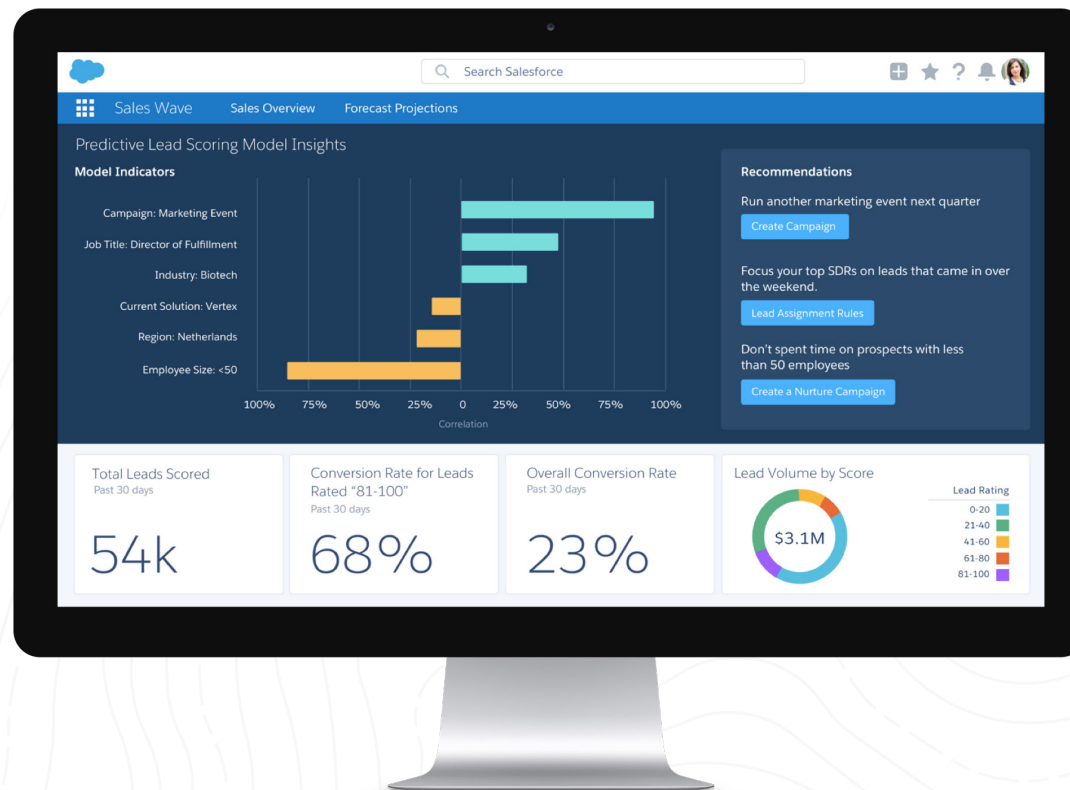 Search Salesforce
Sales Wave
Sales Overview
Forecast Projections
Predictive Lead Scoring Model Insights
Model Indicators
Campaign: Marketing Event
Job Title: Director of Fulfillment
Industry: Biotech
Current Solution: Vertex
Region: Netherlands
Employee Size: <50
100% 75% 50% 25% 0 25% 50% 75% 100%
Correlation
Recommendations
Run another marketing event next quarter
Create Campaign
Focus your top SDRs on leads that came in over
the weekend.
Lead Assignment Rules
Don't spent time on prospects with less
than 50 employees
Create a Nurture Campaign
Total Leads Scored
Past 30 days
54k
Conversion Rate for Leads
Rated “81-100”
Past 30 days
68%
Overall Conversion Rate
Past 30 days
23%
Lead Volume by Score
$3.1M
Lead Rating
0-20
21-40
41-60
61-80
81-100